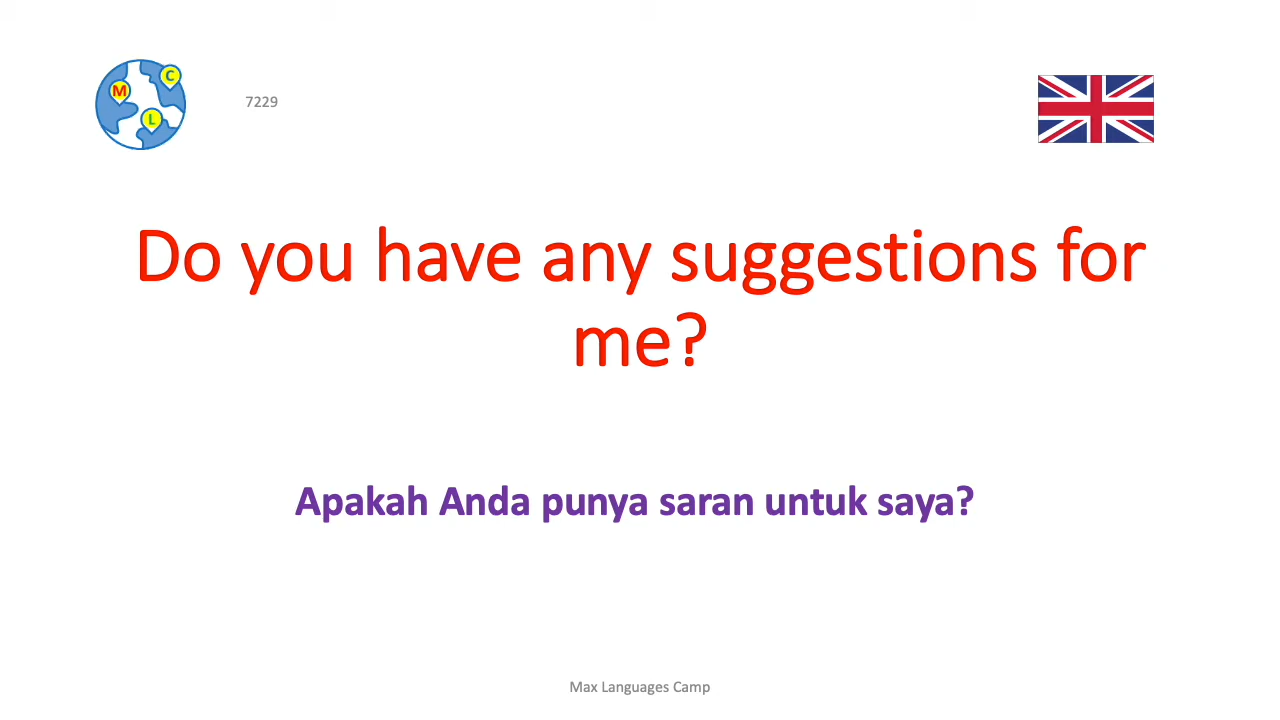 M
C
L
7229
Do you have any suggestions for
me?
Apakah Anda punya saran untuk saya?
Max Languages Camp